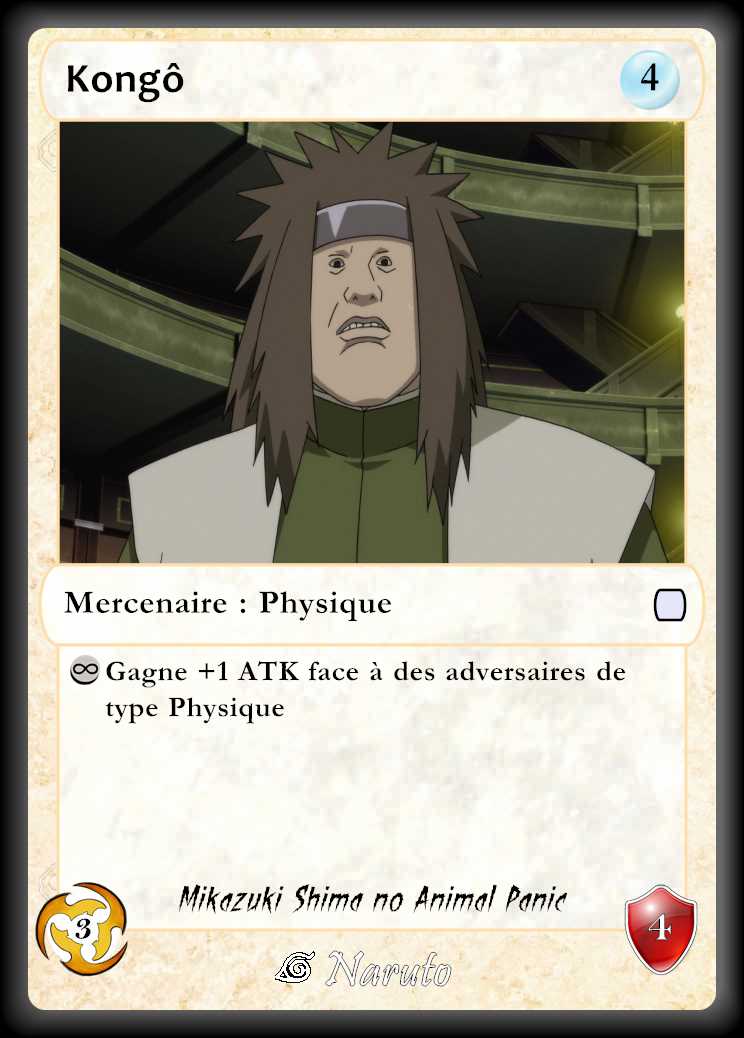 Kongô
4
Mercenaire : Physique
∞ Gagne +1 ATK face à des adversaires de
type Physique
Mikazuki Shima no Animal Panic
3
4
Naruto